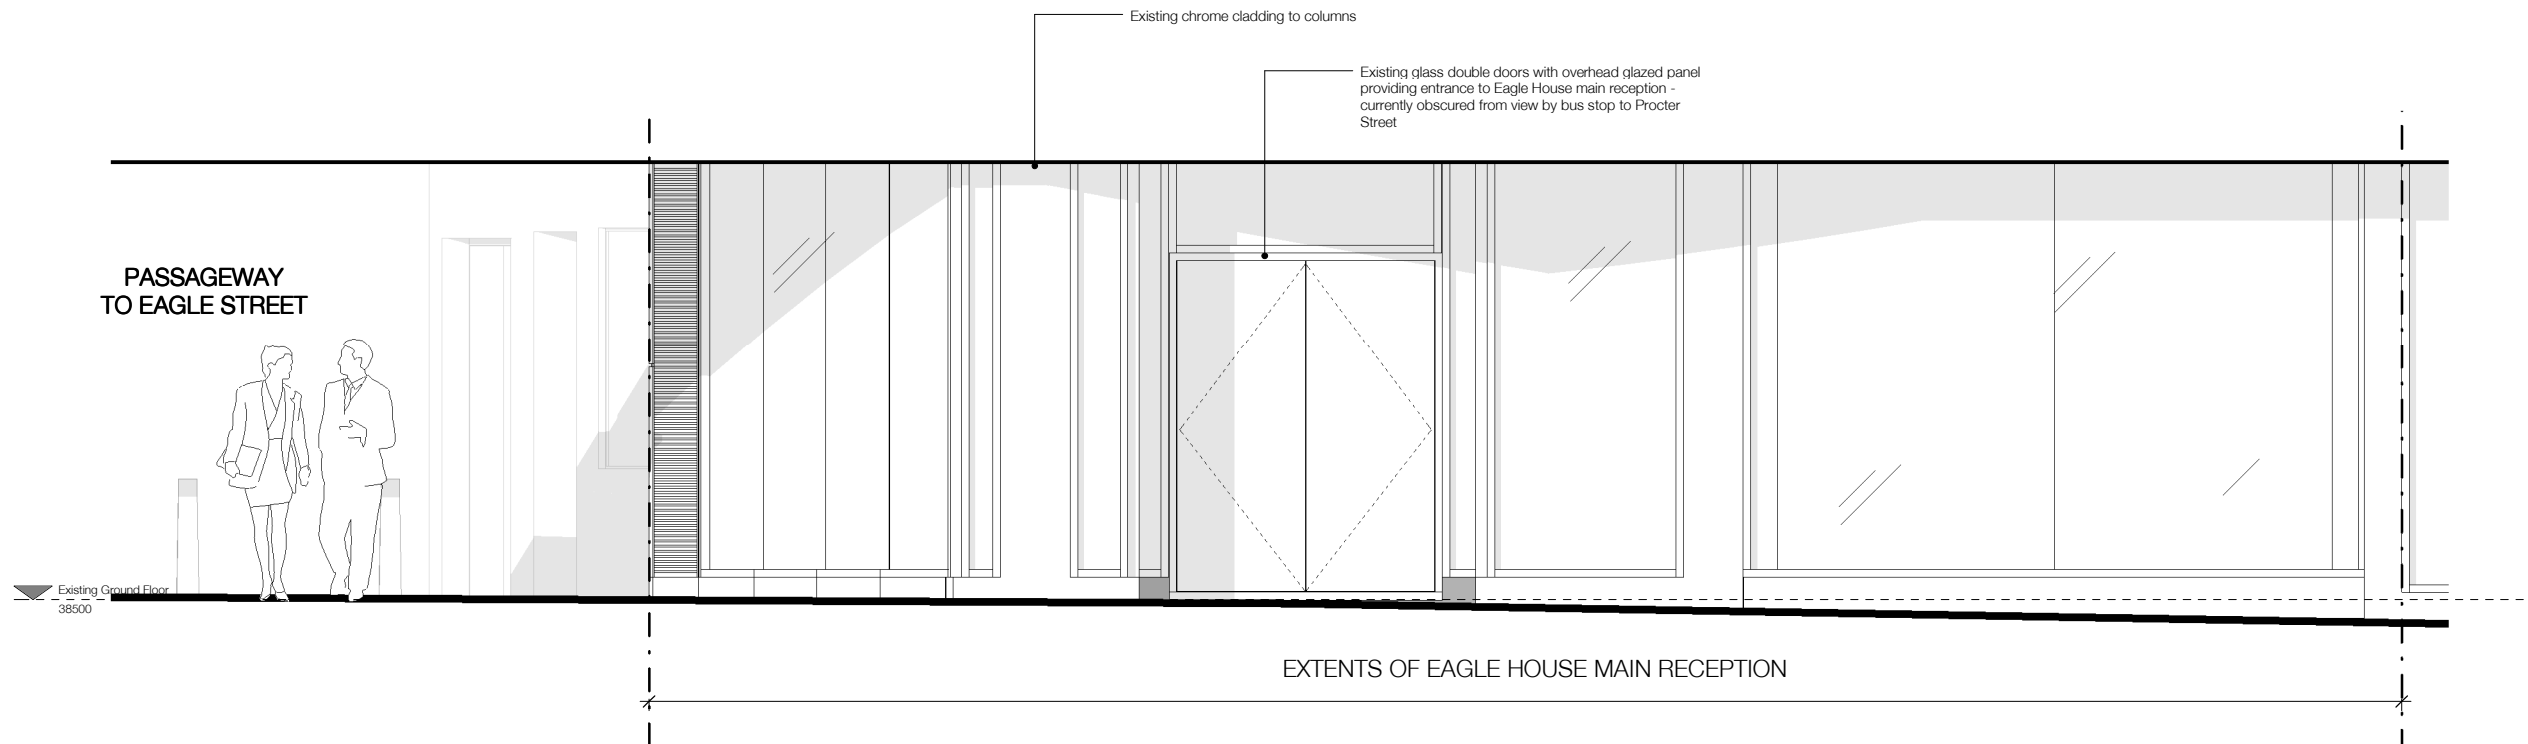 Existing chrome cladding to columns
Existing glass double doors with overhead glazed panel
providing entrance to Eagle House main reception -
currently obscured from view by bus stop to Procter
Street
PASSAGEWAY
TO EAGLE STREET
Existing Ground Floor
38500
EXTENTS OF EAGLE HOUSE MAIN RECEPTION